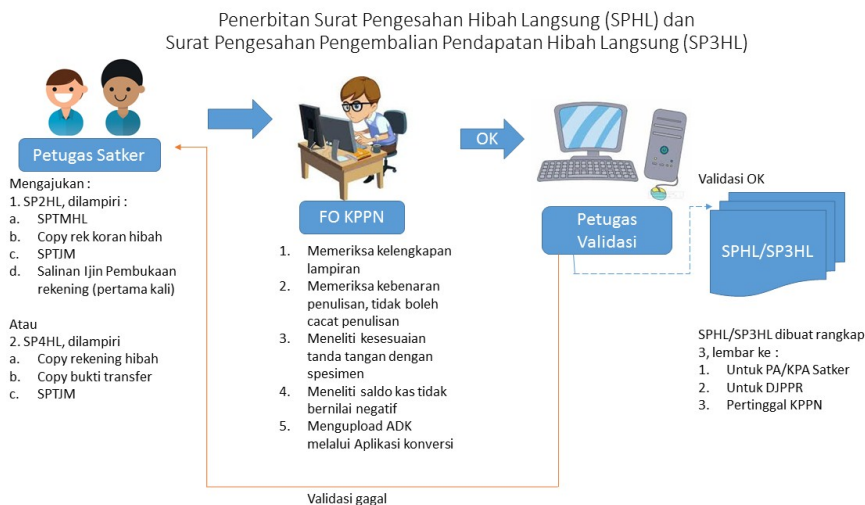 Penerbitan Surat Pengesahan Hibah Langsung (SPHL) dan
Surat Pengesahan Pengembalian Pendapatan Hibah Langsung (SP3HL)
Petugas Satker
Mengajukan :
1. SP2HL, dilampiri :
a. SPTMHL
b. Copy rek koran hibah
c. SPTJM
d. Salinan Ijin Pembukaan
rekening (pertama kali)
Atau
2. SP4HL, dilampiri
a. Copy rekening hibah
b. Copy bukti transfer
c. SPTJM
FO KPPN
1. Memeriksa kelengkapan
lampiran
2. Memeriksa kebenaran
penulisan, tidak boleh
cacat penulisan
3. Meneliti kesesuaian
tanda tangan dengan
spesimen
4. Meneliti saldo kas tidak
bernilai negatif
5. Mengupload ADK
melalui Aplikasi konversi
OK
Petugas
Validasi
Validasi OK
SPHL/SP3HL
SPHL/SP3HL dibuat rangkap
3, lembar ke :
1. Untuk PA/KPA Satker
2. Untuk DJPPR
3. Pertinggal KPPN
Validasi gagal